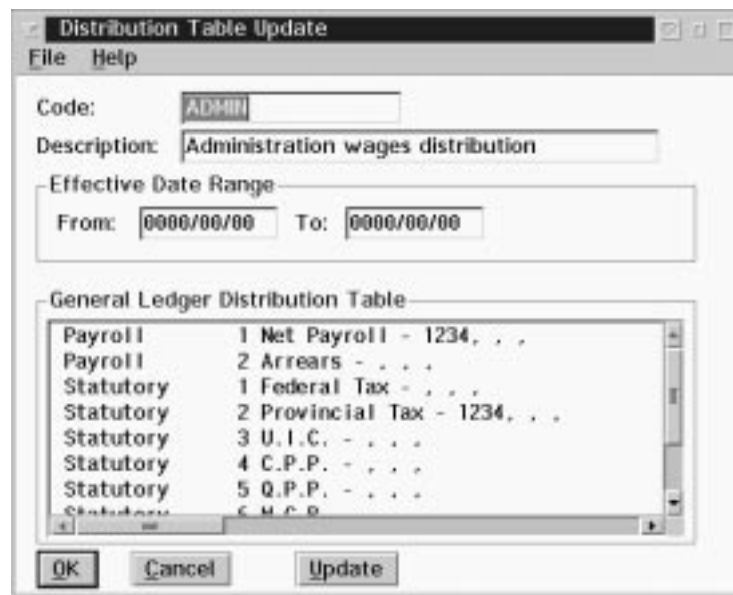 Distribution Table Update
File Help
Code: ADMIN
Description: Administration wages distribution
Effective Date Range
From: 0000/00/00 To: 0000/00/00
General Ledger Distribution Table
Payroll 1 Net Payroll - 1234, , ,
Payroll 2 Arrears - , , ,
Statutory 1 Federal Tax - , , ,
Statutory 2 Provincial Tax - 1234, , ,
Statutory 3 U.I.C. - , , ,
Statutory 4 C.P.P. - , , ,
Statutory 5 Q.P.P. - , , ,
Statutory 6
OK Cancel Update